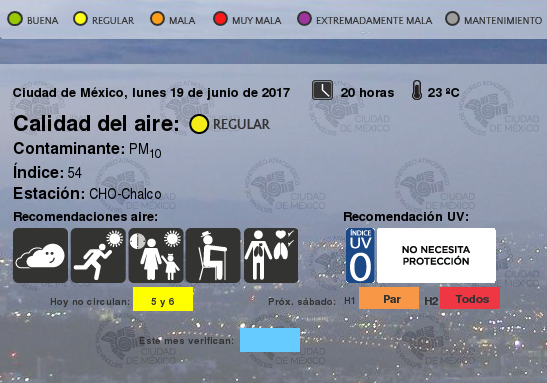 BUENA REGULAR MALA MUY MALA EXTREMADAMENTE MALA MANTENIMIENTO
Ciudad de México, lunes 19 de junio de 2017 20 horas 23 ºC
Calidad del aire: REGULAR
Contaminante: PM10
Índice: 54
Estación: CHO-Chalco
Recomendaciones aire: Recomendación UV:
ÍNDICE
UV
0
NO NECESITA
PROTECCIÓN
Hoy no circulan: 5 y 6 Próx. sábado: H1 Par H2 Todos
Este mes verifican:
CIUDAD
DE MÉXICO